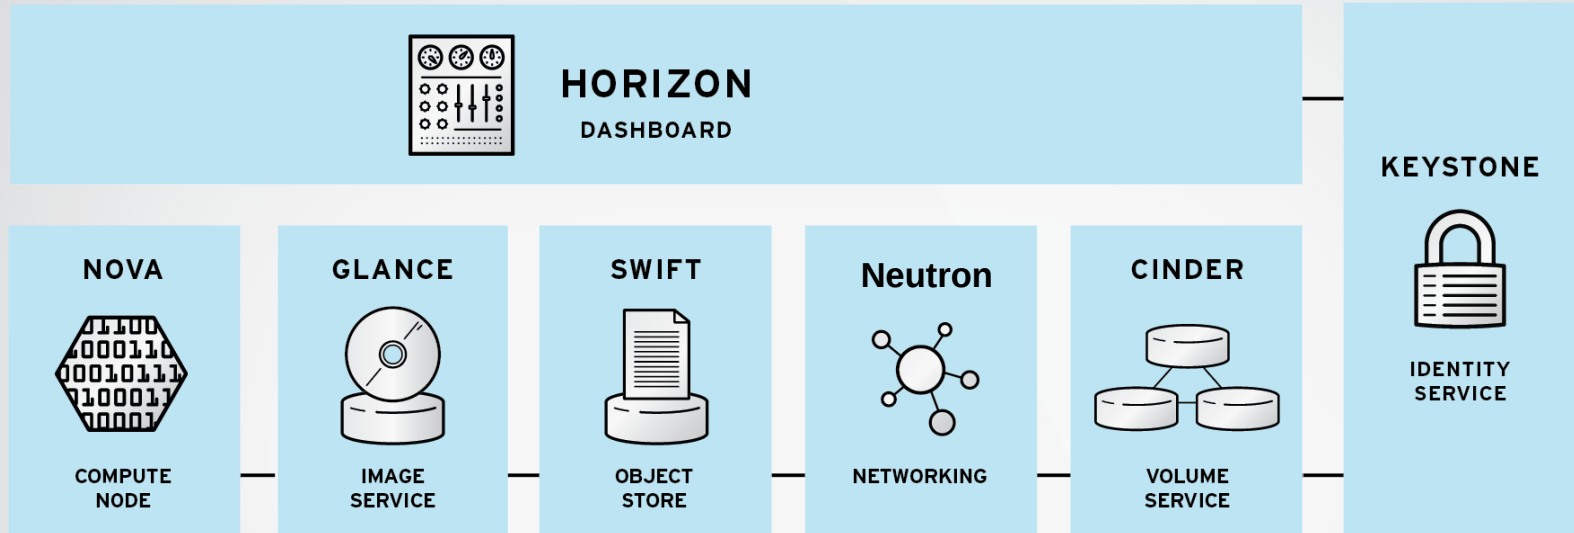 HORIZON
DASHBOARD
KEYSTONE
IDENTITY
SERVICE
NOVA
COMPUTE
NODE
GLANCE
IMAGE
SERVICE
SWIFT
OBJECT
STORE
Neutron
NETWORKING
CINDER
VOLUME
SERVICE